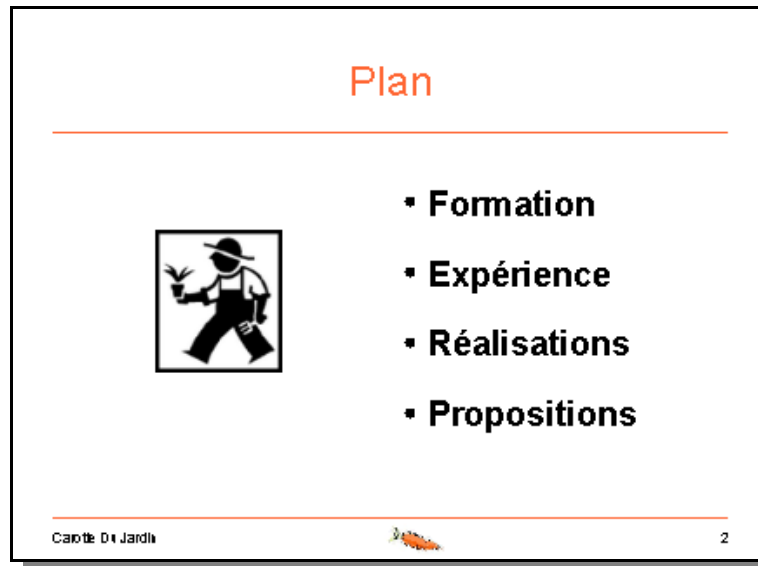 Plan
• Formation
• Expérience
• Réalisations
• Propositions
Carotte Du Jardin 2